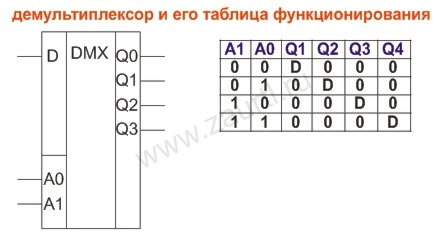 демультиплексор и его таблица функционирования
D DMX Q0
Q1
Q2
Q3
A0
A1
A1 A0 Q1 Q2 Q3 Q4
0 0 D 0 0 0
0 1 0 D 0 0
1 0 0 0 D 0
1 1 0 0 0 D